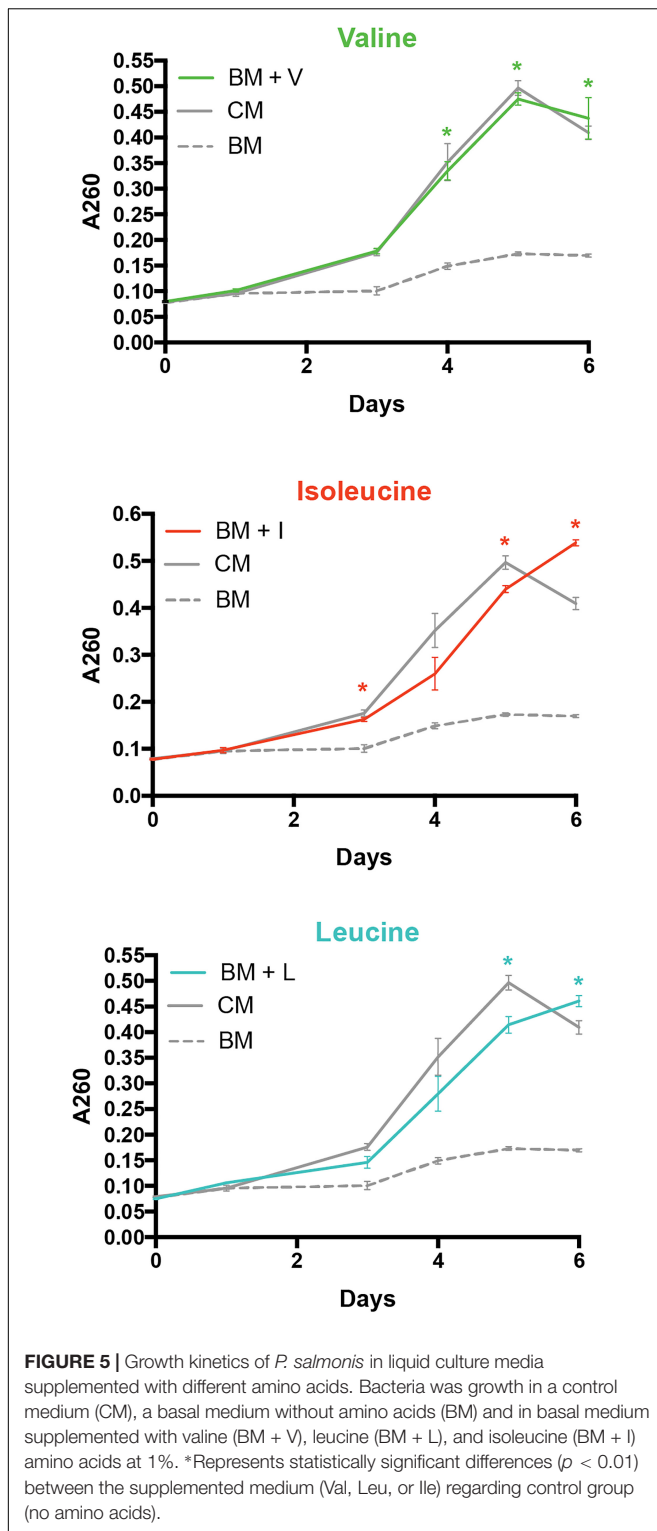 Valine
BM + V
CM
BM
*
*
*
0.55
0.50
0.45
0.40
0.35
0.30
0.25
0.20
0.15
0.10
0.05
0.00
A260
0 2 4 6
Days
Isoleucine
BM + I
CM
BM
*
*
*
0.6
0.5
0.4
0.3
0.2
0.1
0.0
A260
0 2 4 6
Days
Leucine
BM + L
CM
BM
*
*
0.55
0.50
0.45
0.40
0.35
0.30
0.25
0.20
0.15
0.10
0.05
0.00
A260
0 2 4 6
Days
FIGURE 5 | Growth kinetics of P. salmonis in liquid culture media
supplemented with different amino acids. Bacteria was growth in a control
medium (CM), a basal medium without amino acids (BM) and in basal medium
supplemented with valine (BM + V), leucine (BM + L), and isoleucine (BM + I)
amino acids at 1%. *Represents statistically significant differences (p < 0.01)
between the supplemented medium (Val, Leu, or Ile) regarding control group
(no amino acids).